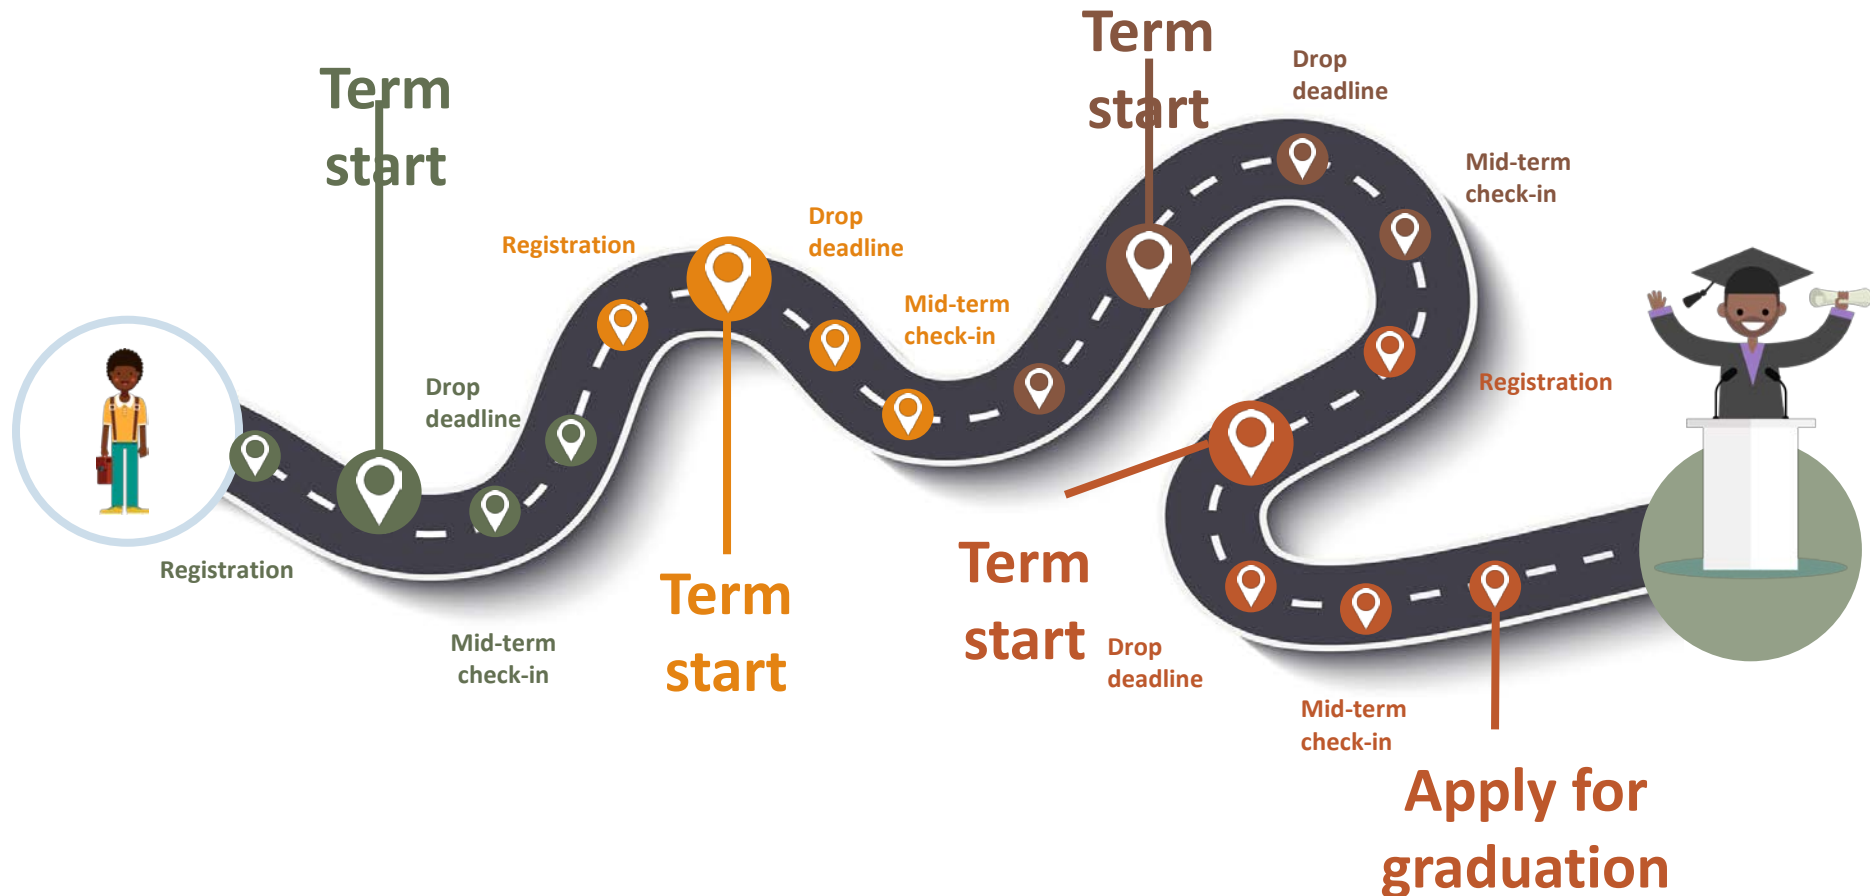 Term
start
Registration
Drop
deadline
Mid-term
check-in
Registration
Term
start
Drop
deadline
Mid-term
check-in
Term
start
Drop
deadline
Mid-term
check-in
Registration
Term
start
Drop
deadline
Mid-term
check-in
Apply for
graduation